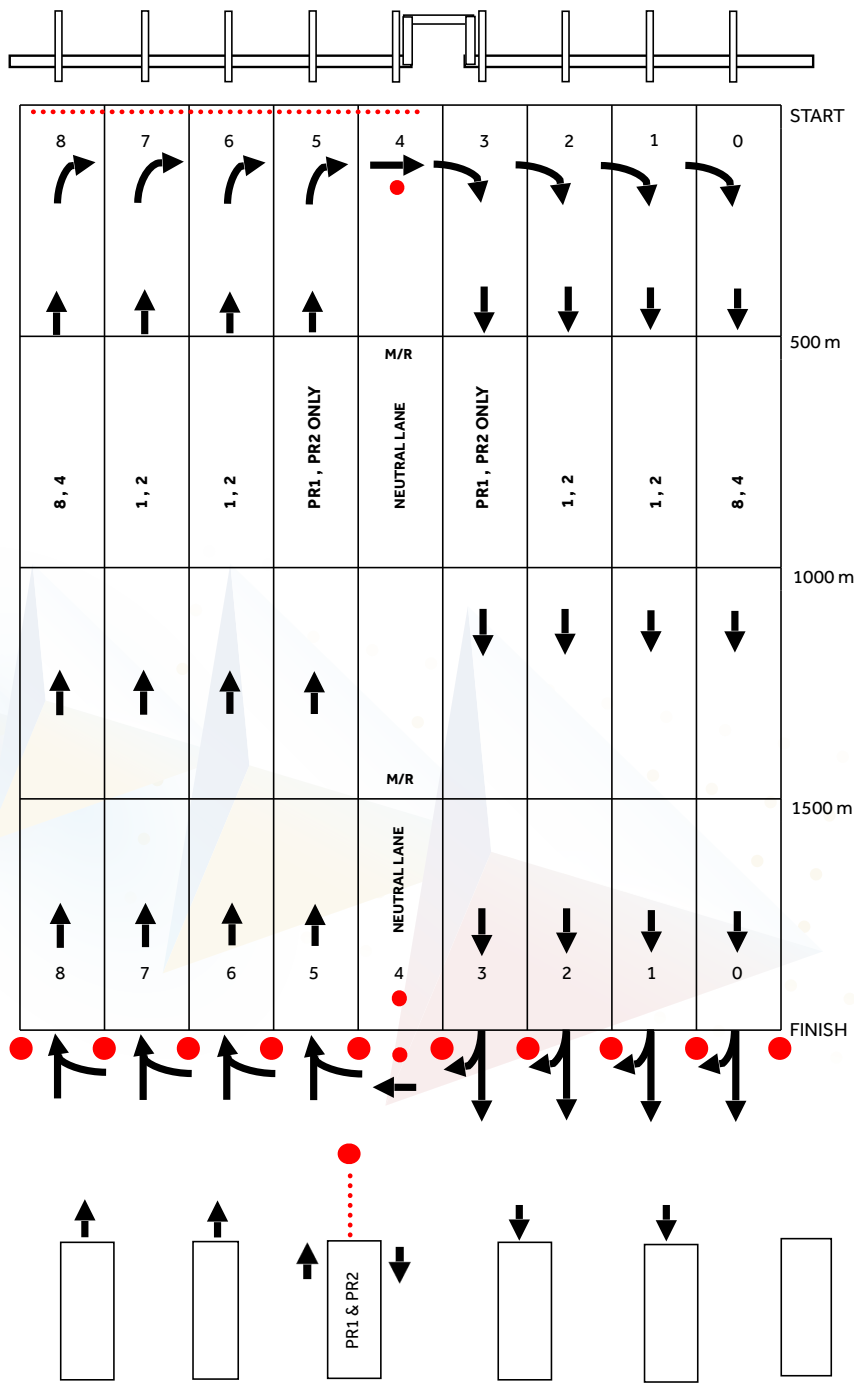 START
8 7 6 5 4 3 2 1 0
500 m
M/R
8 , 4
1 , 2
1 , 2
PR1 , PR2 ONLY
NEUTRAL LANE
PR1 , PR2 ONLY
1 , 2
1 , 2
8 , 4
1000 m
M/R
1500 m
NEUTRAL LANE
8 7 6 5 4 3 2 1 0
FINISH
PR1 & PR2